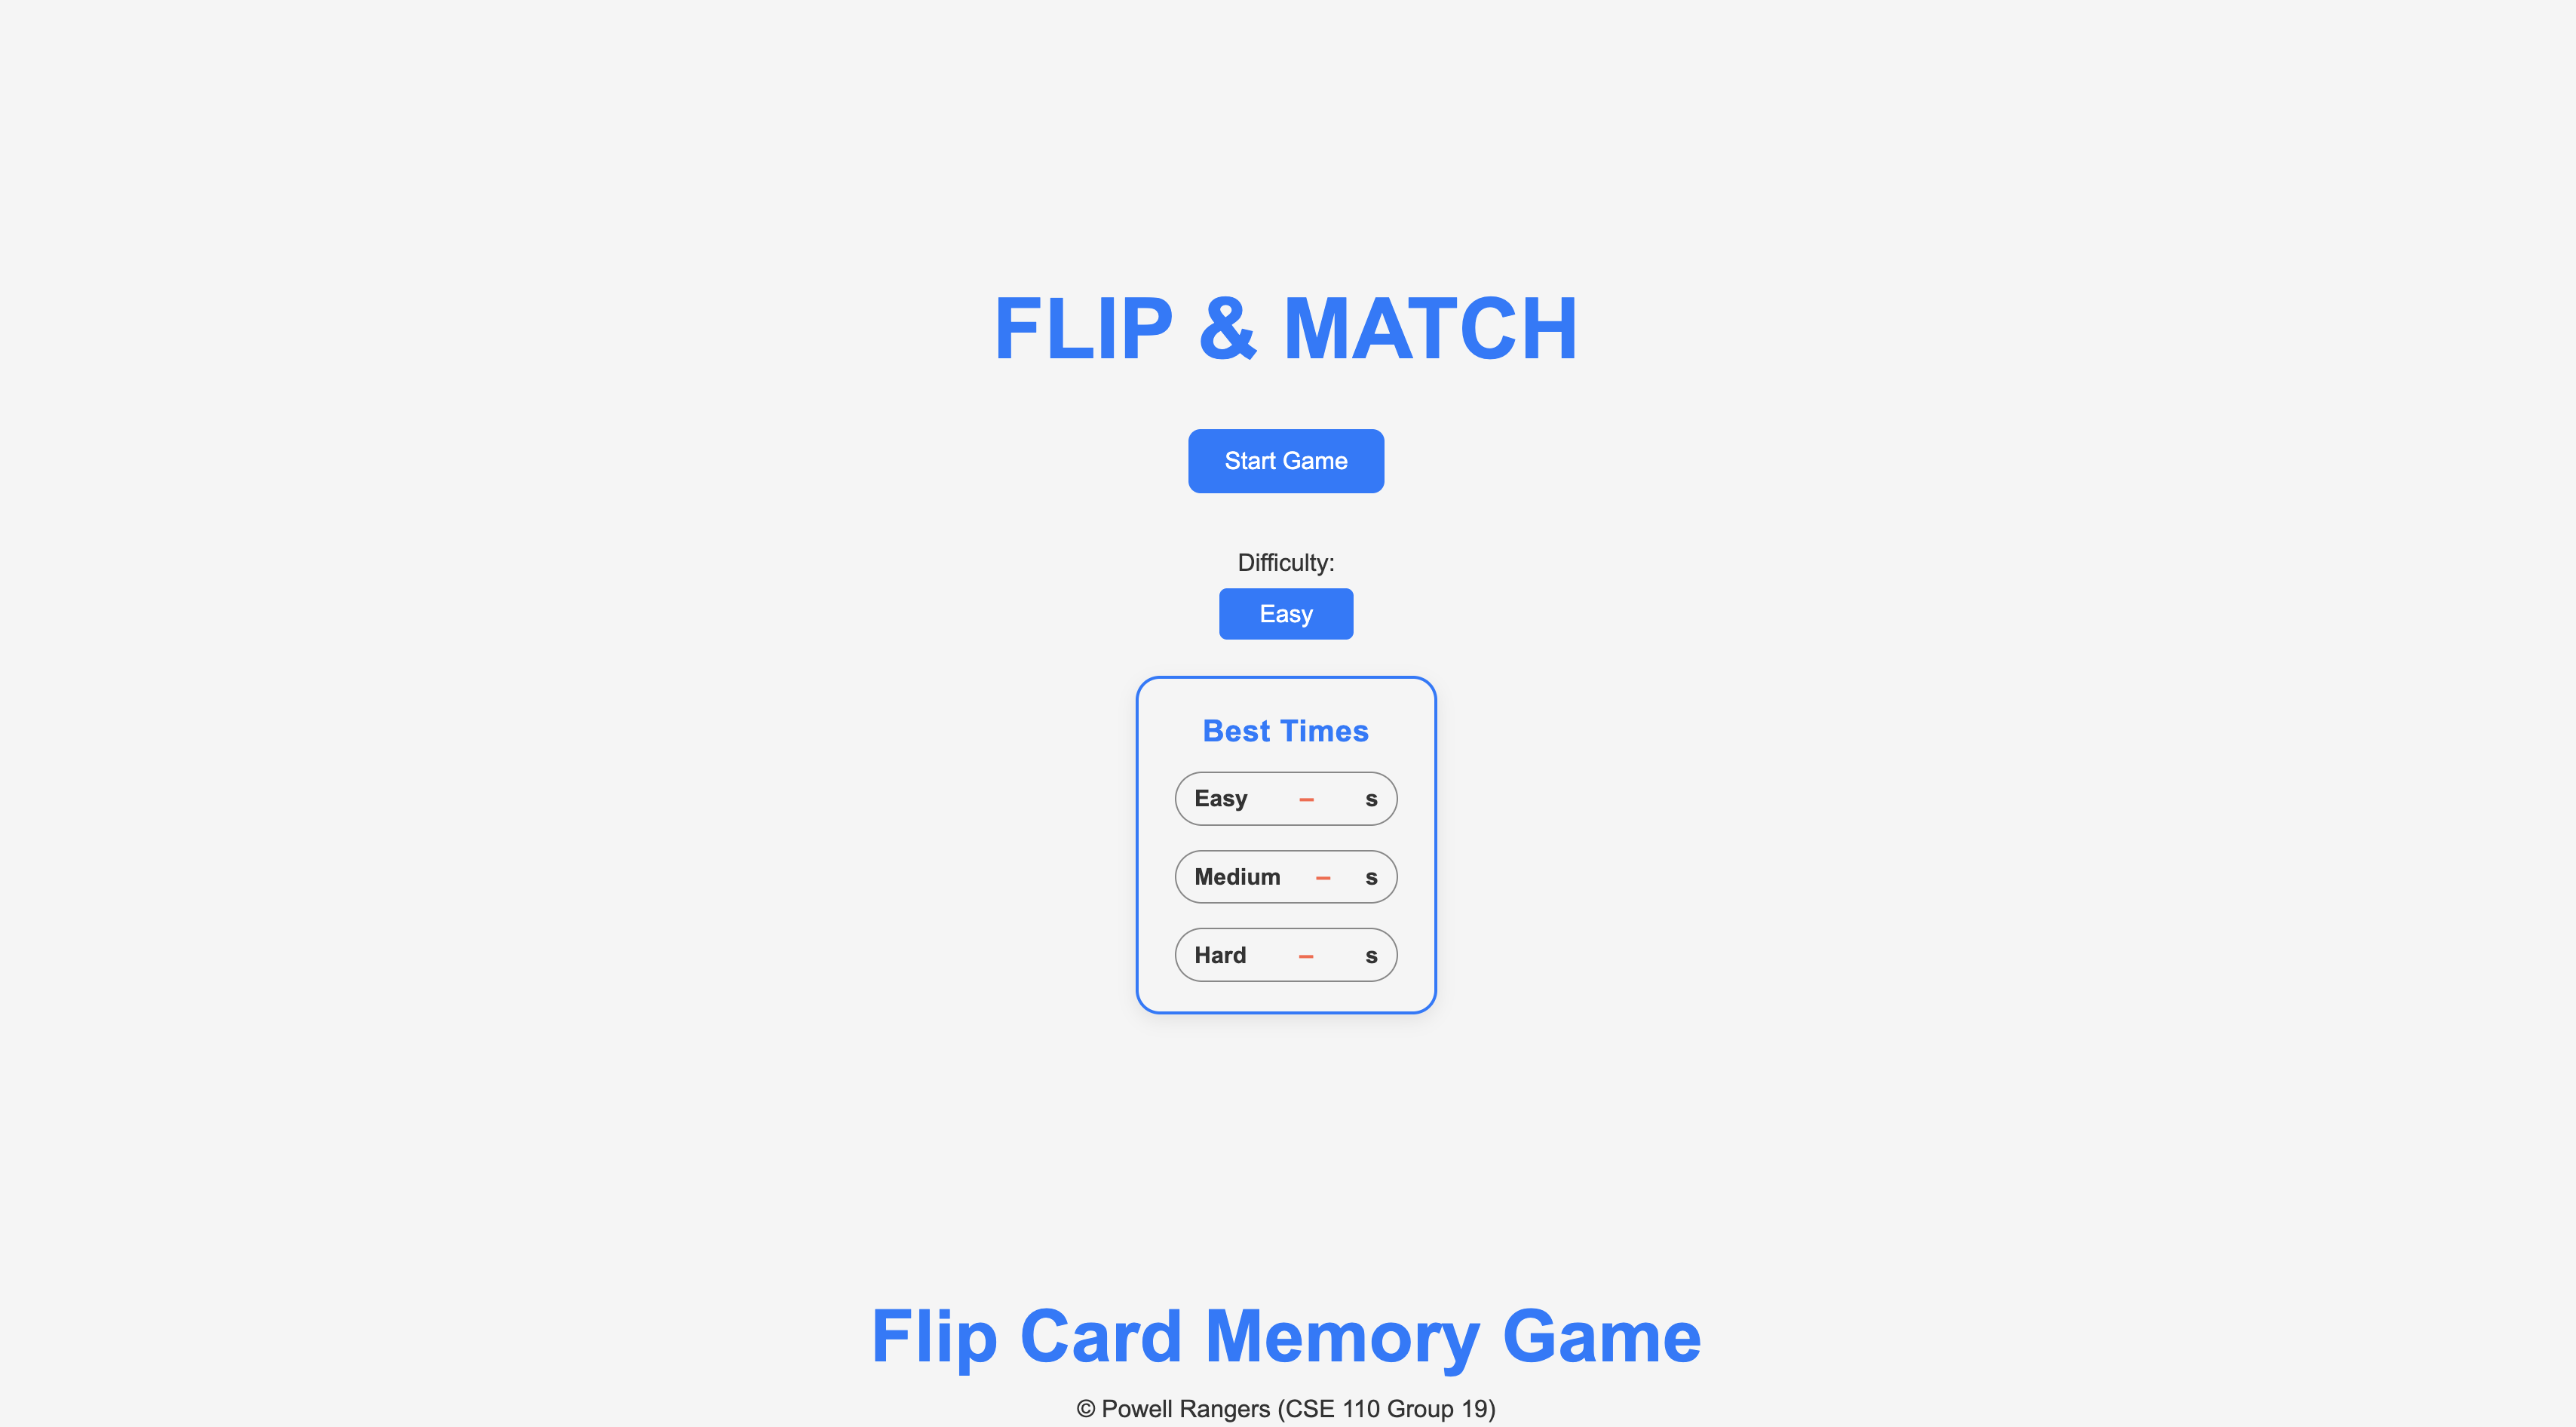 FLIP & MATCH
Start Game
Difficulty:
Easy
Best Times
Easy – s
Medium – s
Hard – s
Flip Card Memory Game
© Powell Rangers (CSE 110 Group 19)